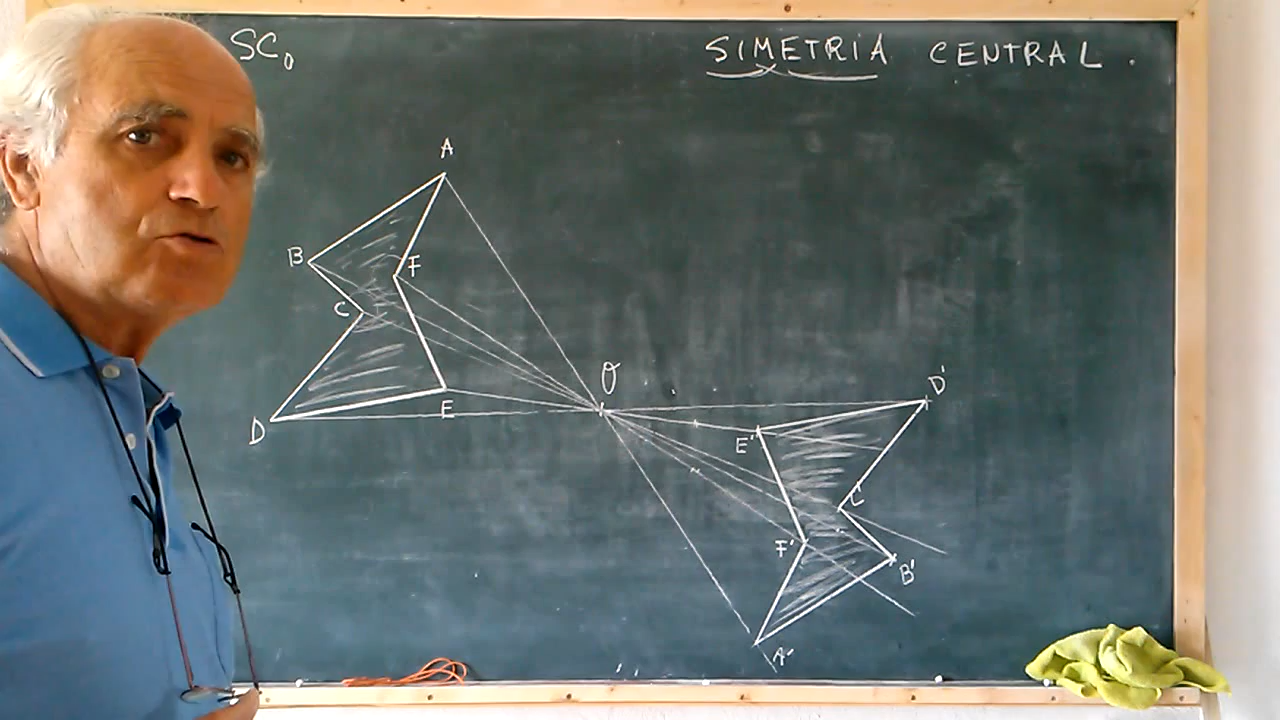 SC₀
SIMETRIA CENTRAL .
A
B
F
C
O
D'
E
D
E'
C
F'
B'
A'